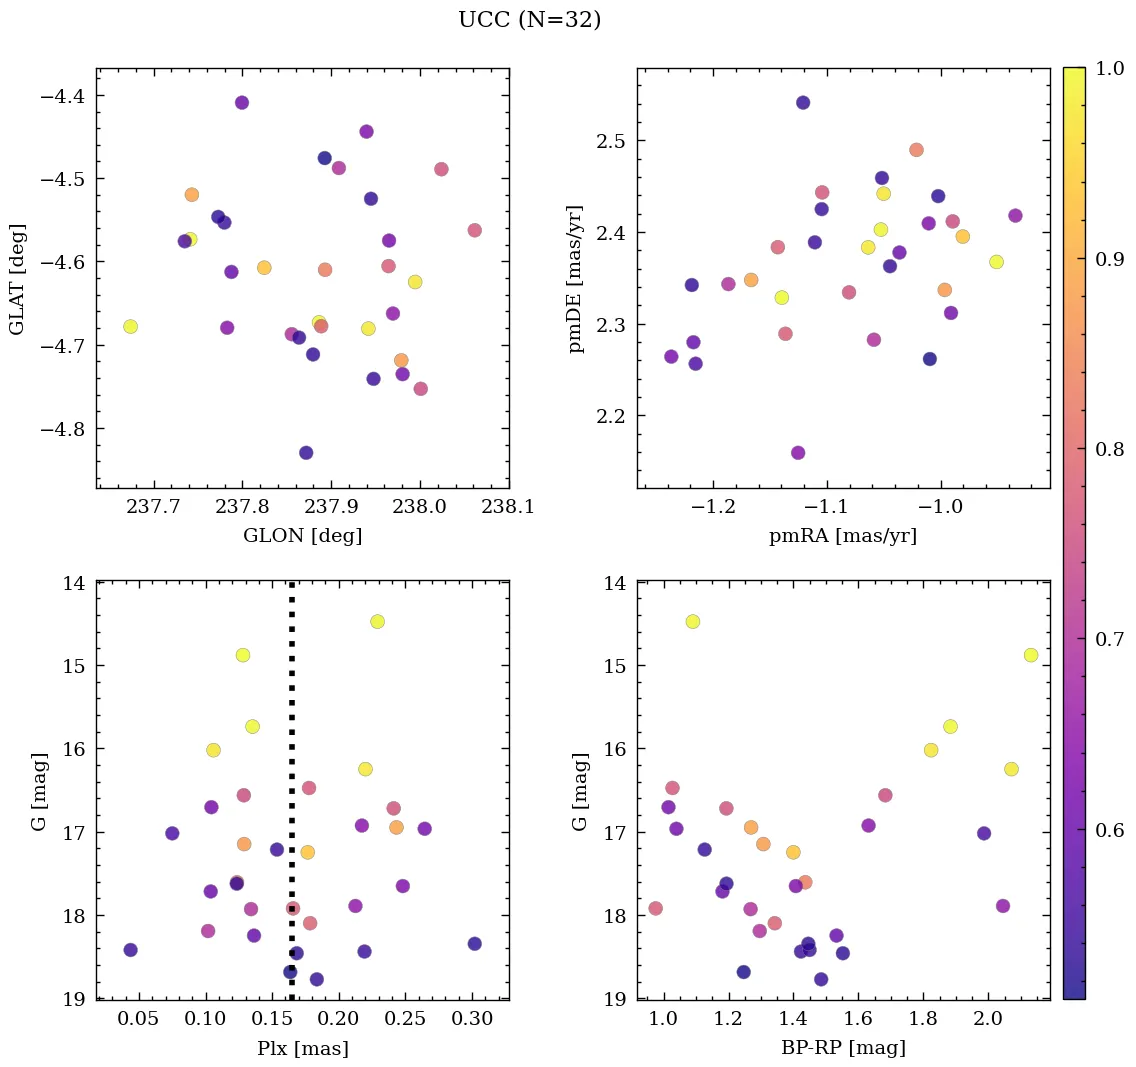 UCC (N=32)
−4.4
−4.5
−4.6
−4.7
−4.8
GLAT [deg]
237.7 237.8 237.9 238.0 238.1
GLON [deg]
2.5
2.4
2.3
2.2
pmDE [mas/yr]
−1.2 −1.1 −1.0
pmRA [mas/yr]
1.0
0.9
0.8
0.7
0.6
14
15
16
17
18
19
G [mag]
0.05 0.10 0.15 0.20 0.25 0.30
Plx [mas]
14
15
16
17
18
19
G [mag]
1.0 1.2 1.4 1.6 1.8 2.0
BP-RP [mag]